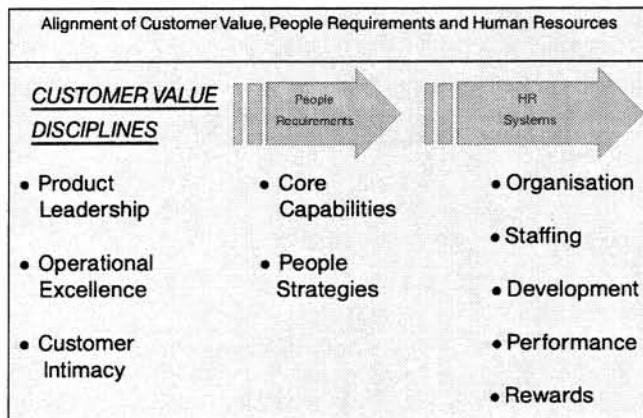 Alignment of Customer Value, People Requirements and Human Resources
CUSTOMER VALUE
DISCIPLINES
• Product
Leadership
• Operational
Excellence
• Customer
Intimacy
People
Requirements
• Core
Capabilities
• People
Strategies
HR
Systems
• Organisation
• Staffing
• Development
• Performance
• Rewards